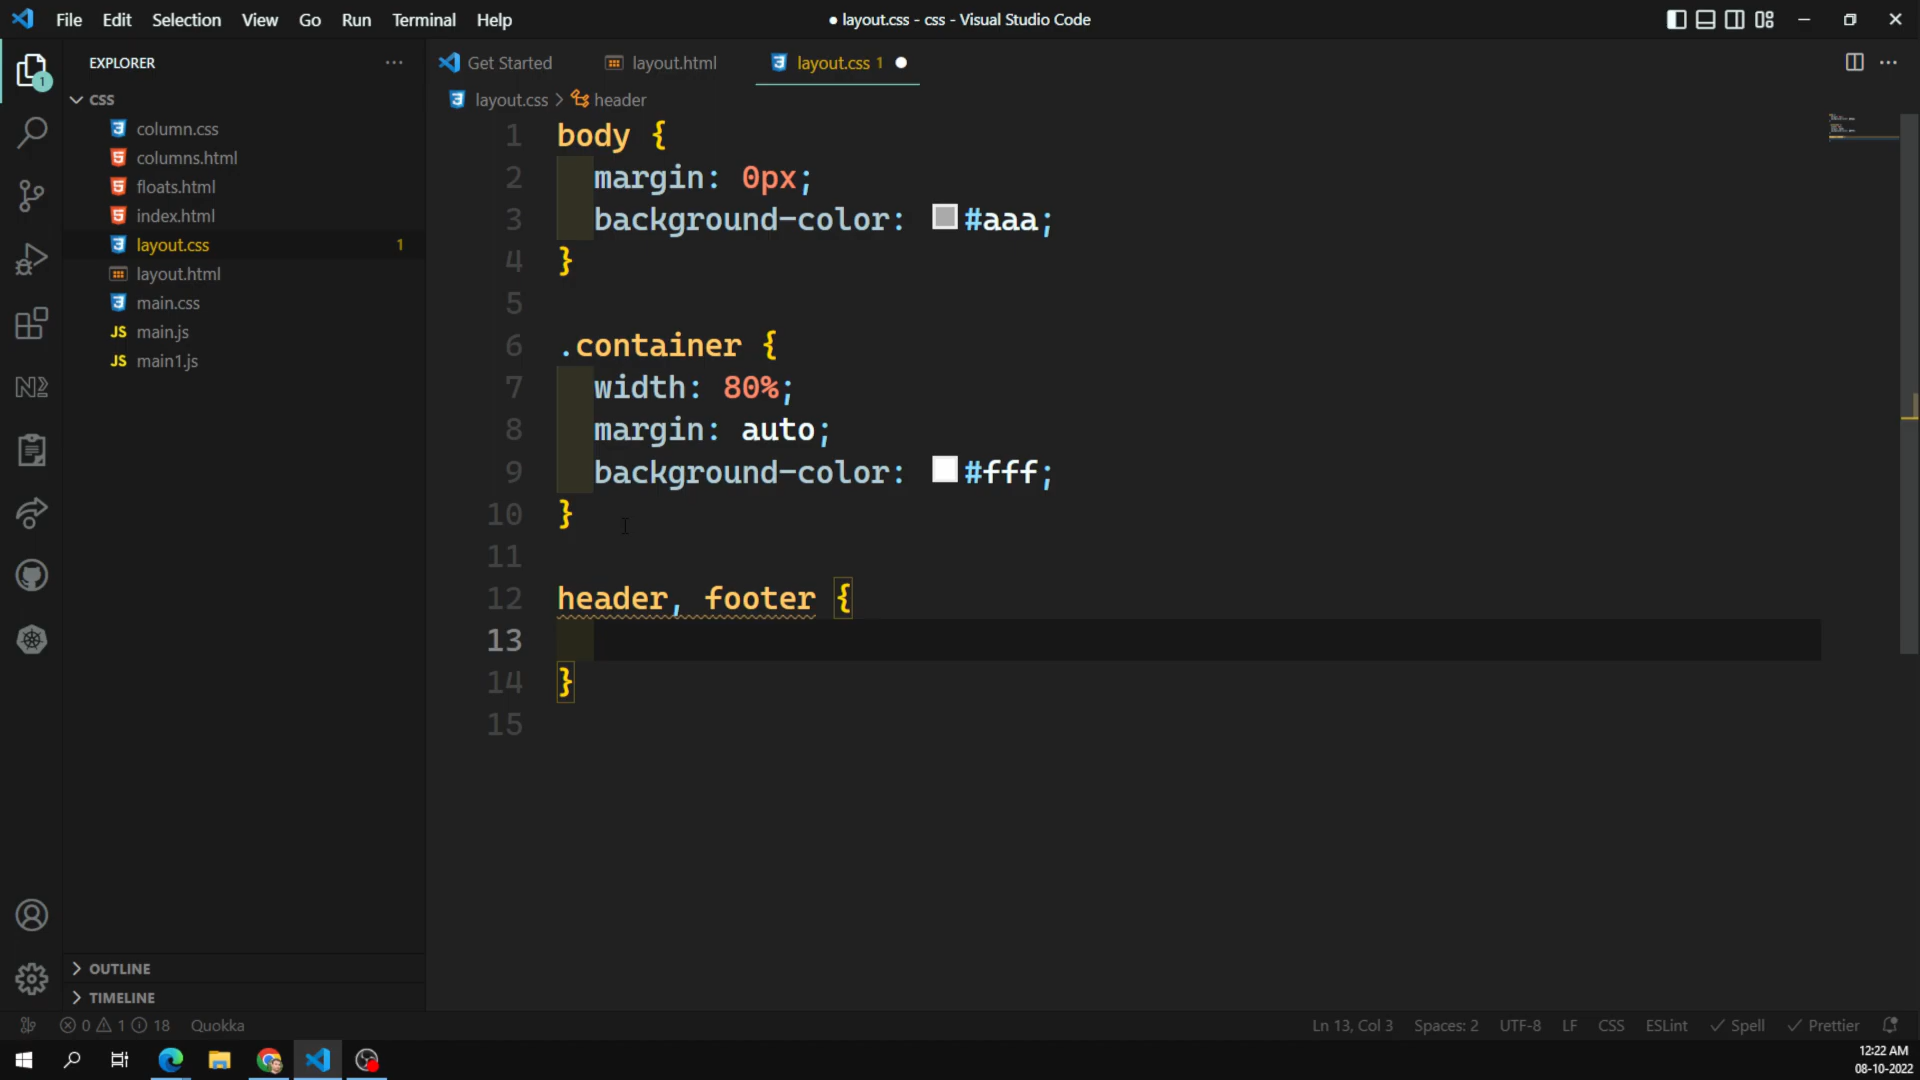 File Edit Selection View Go Run Terminal Help
● layout.css - css - Visual Studio Code
1
EXPLORER
CSS
column.css
columns.html
floats.html
index.html
layout.css 1
layout.html
main.css
JS main.js
JS main1.js
OUTLINE
TIMELINE
Get Started
layout.html
layout.css 1
layout.css > header
1 body {
2 margin: 0px;
3 background-color: #aaa;
4 }
5
6 .container {
7 width: 80%;
8 margin: auto;
9 background-color: #fff;
10 }
11
12 header, footer {
13
14 }
15
0 1 18 Quokka
Ln 13, Col 3 Spaces: 2 UTF-8 LF CSS ESLint Spell Prettier
12:22 AM
08-10-2022